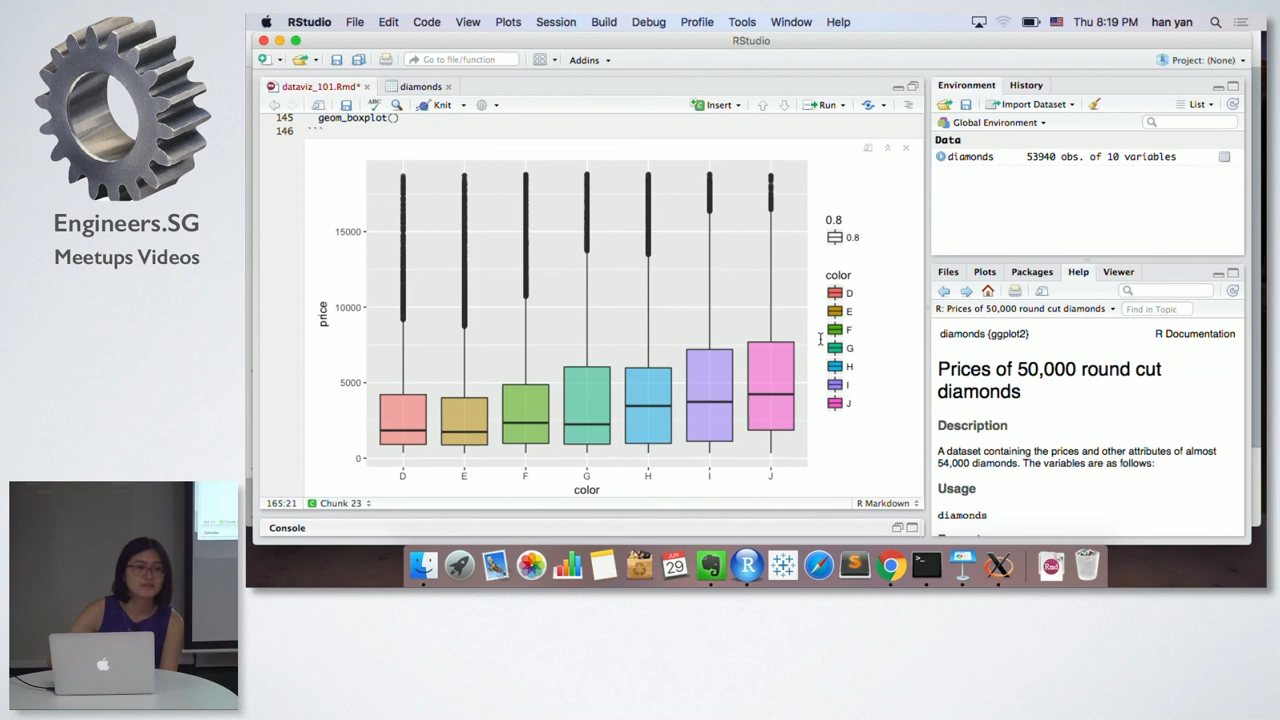 Engineers.SG
Meetups Videos
RStudio File Edit Code View Plots Session Build Debug Profile Tools Window Help Thu 8:19 PM han yan
RStudio
Go to file/function Addins Project: (None)
dataviz_101.Rmd* diamonds
ABC Knit Insert Run
145 geom_boxplot()
146 ```
price
15000
10000
5000
0
D E F G H I J
color
0.8
0.8
color
D
E
F
G
H
I
J
165:21 Chunk 23 R Markdown
Console
Environment History
Import Dataset List
Global Environment
Data
diamonds 53940 obs. of 10 variables
Files Plots Packages Help Viewer
R: Prices of 50,000 round cut diamonds Find in Topic
diamonds {ggplot2} R Documentation
Prices of 50,000 round cut
diamonds
Description
A dataset containing the prices and other attributes of almost
54,000 diamonds. The variables are as follows:
Usage
diamonds
JUN
29
R
S
>_
X
Rmd